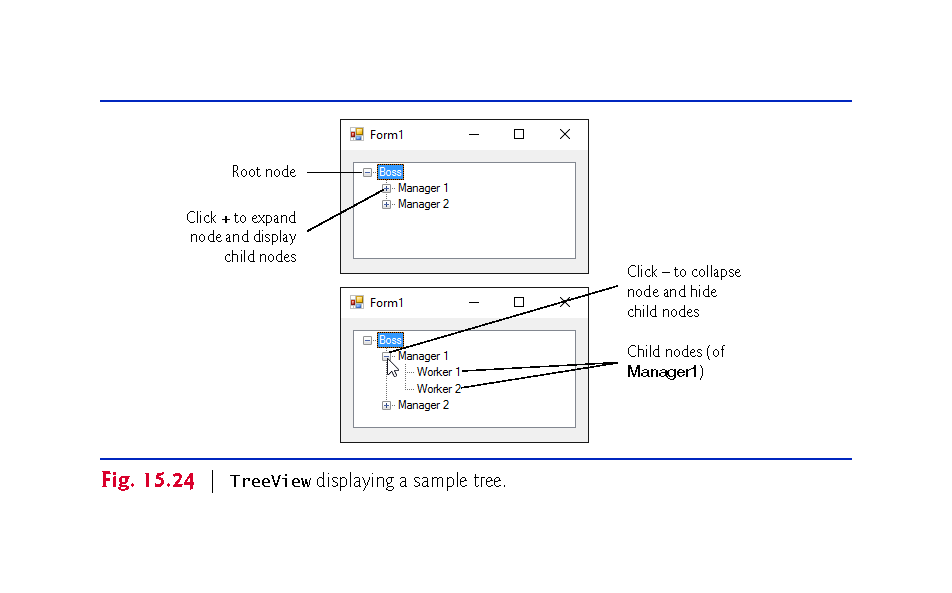 Form1
Root node
Boss
Manager 1
Manager 2
Click + to expand
node and display
child nodes
Form1
Click – to collapse
node and hide
child nodes
Boss
Manager 1
Worker 1
Worker 2
Manager 2
Child nodes (of
Manager1)
Fig. 15.24 | TreeView displaying a sample tree.